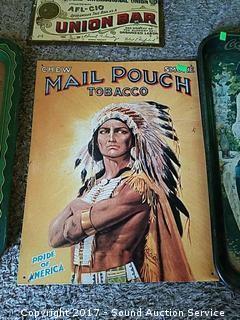 AFL-CIO
UNION BAR
CHEW SMOKE
MAIL POUCH
TOBACCO
PRIDE
OF
AMERICA
Copyright 2017 - Sound Auction Service